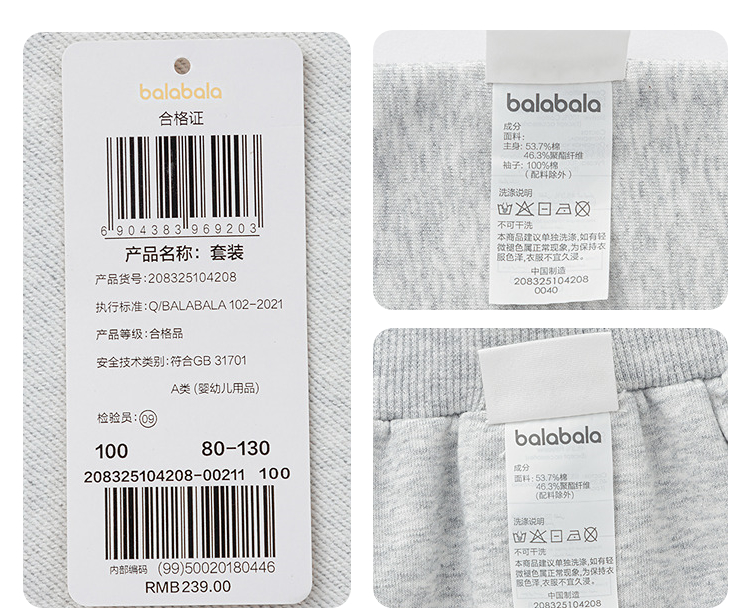 balabala
合格证
6 904383 969203
产品名称：套装
产品货号:208325104208
执行标准:Q/BALABALA 102-2021
产品等级:合格品
安全技术类别:符合GB 31701
A类 (婴幼儿用品)
检验员:09
100 80-130
208325104208-00211 100
内部编码 (99)50020180446
RMB239.00
balabala
成分
面料:
主身: 53.7%棉
46.3%聚酯纤维
袖子: 100%棉
(配料除外)
洗涤说明
不可干洗
本商品建议单独洗涤,如有轻
微褪色属正常现象,为保持衣
服色泽,衣服不宜久浸。
中国制造
208325104208
0040
balabala
成分
面料: 53.7%棉
46.3%聚酯纤维
(配料除外)
洗涤说明
不可干洗
本商品建议单独洗涤,如有轻
微褪色属正常现象,为保持衣
服色泽,衣服不宜久浸。
中国制造
208325104208